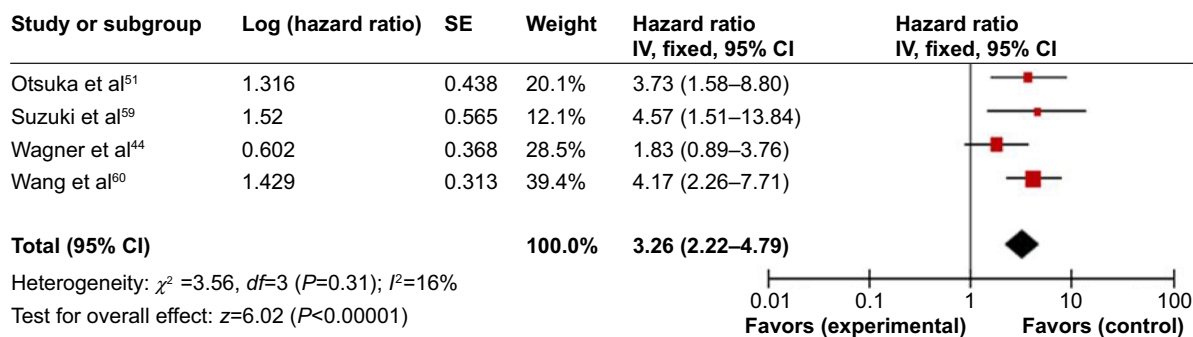 Study or subgroup Log (hazard ratio) SE Weight Hazard ratio Hazard ratio
IV, fixed, 95% CI IV, fixed, 95% CI
Otsuka et al⁵¹ 1.316 0.438 20.1% 3.73 (1.58–8.80)
Suzuki et al⁵⁹ 1.52 0.565 12.1% 4.57 (1.51–13.84)
Wagner et al⁴⁴ 0.602 0.368 28.5% 1.83 (0.89–3.76)
Wang et al⁶⁰ 1.429 0.313 39.4% 4.17 (2.26–7.71)
Total (95% CI) 100.0% 3.26 (2.22–4.79)
Heterogeneity: χ² =3.56, df=3 (P=0.31); I²=16%
Test for overall effect: z=6.02 (P<0.00001)
0.01 0.1 1 10 100
Favors (experimental) Favors (control)